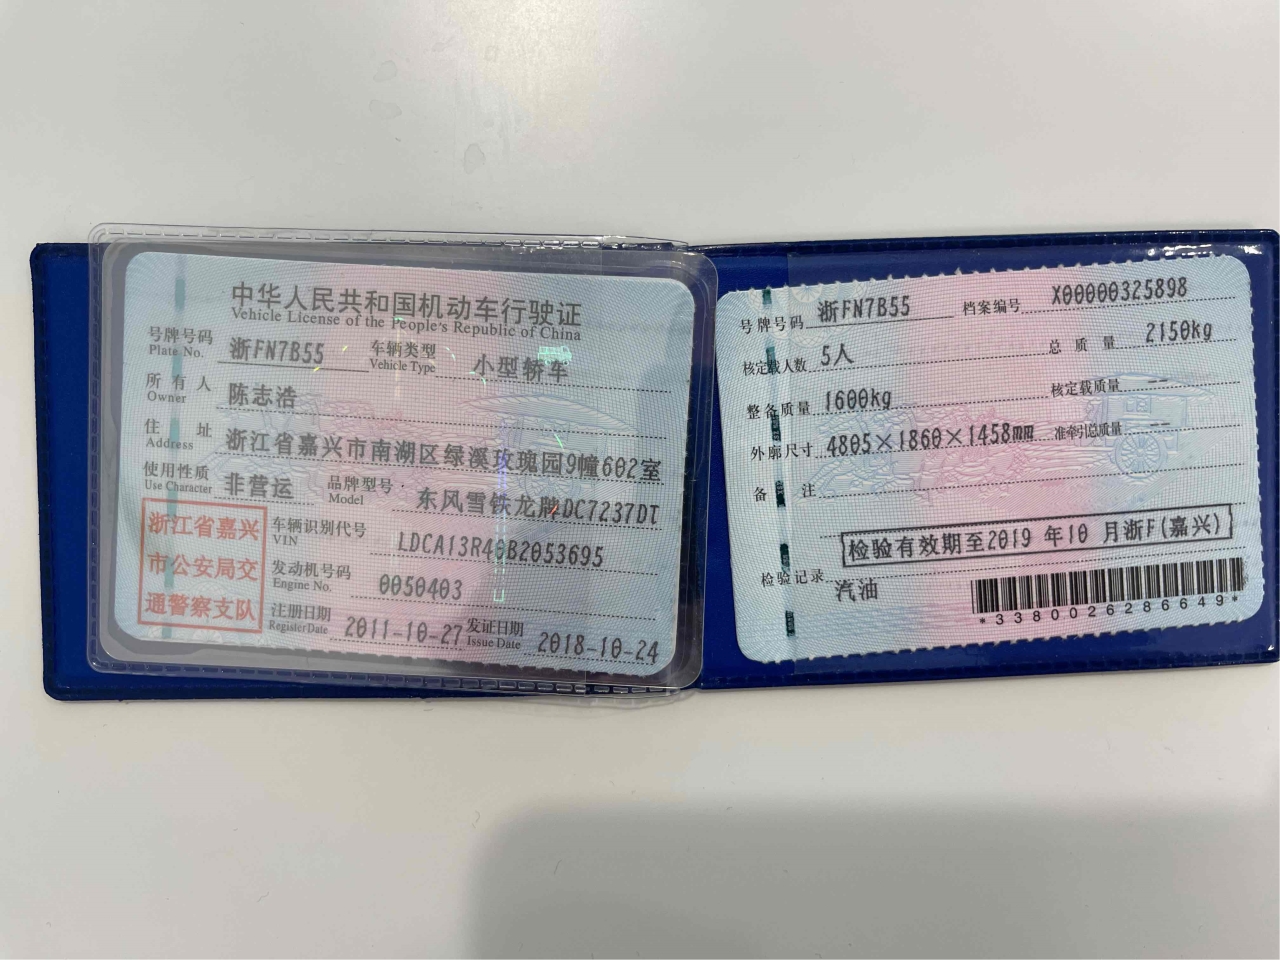 中华人民共和国机动车行驶证
Vehicle License of the People's Republic of China
号牌号码 浙FN7B55 车辆类型 小型轿车
Plate No. Vehicle Type
所有人 陈志浩
Owner
住址 浙江省嘉兴市南湖区绿溪玫瑰园9幢602室
Address
使用性质 非营运 品牌型号 东风雪铁龙牌DC7237DT
Use Character Model
浙江省嘉兴
市公安局交
通警察支队
车辆识别代号 LDCA13R40B2053695
VIN
发动机号码 0050403
Engine No.
注册日期 2011-10-27 发证日期 2018-10-24
Register Date Issue Date
号牌号码 浙FN7B55 档案编号 X00000325898
核定载人数 5人 总质量 2150kg
整备质量 1600kg 核定载质量 --
外廓尺寸 4805×1860×1458mm 准牵引总质量 --
备注
检验有效期至2019 年10 月浙F(嘉兴)
检验记录
汽油
*3380026286649*